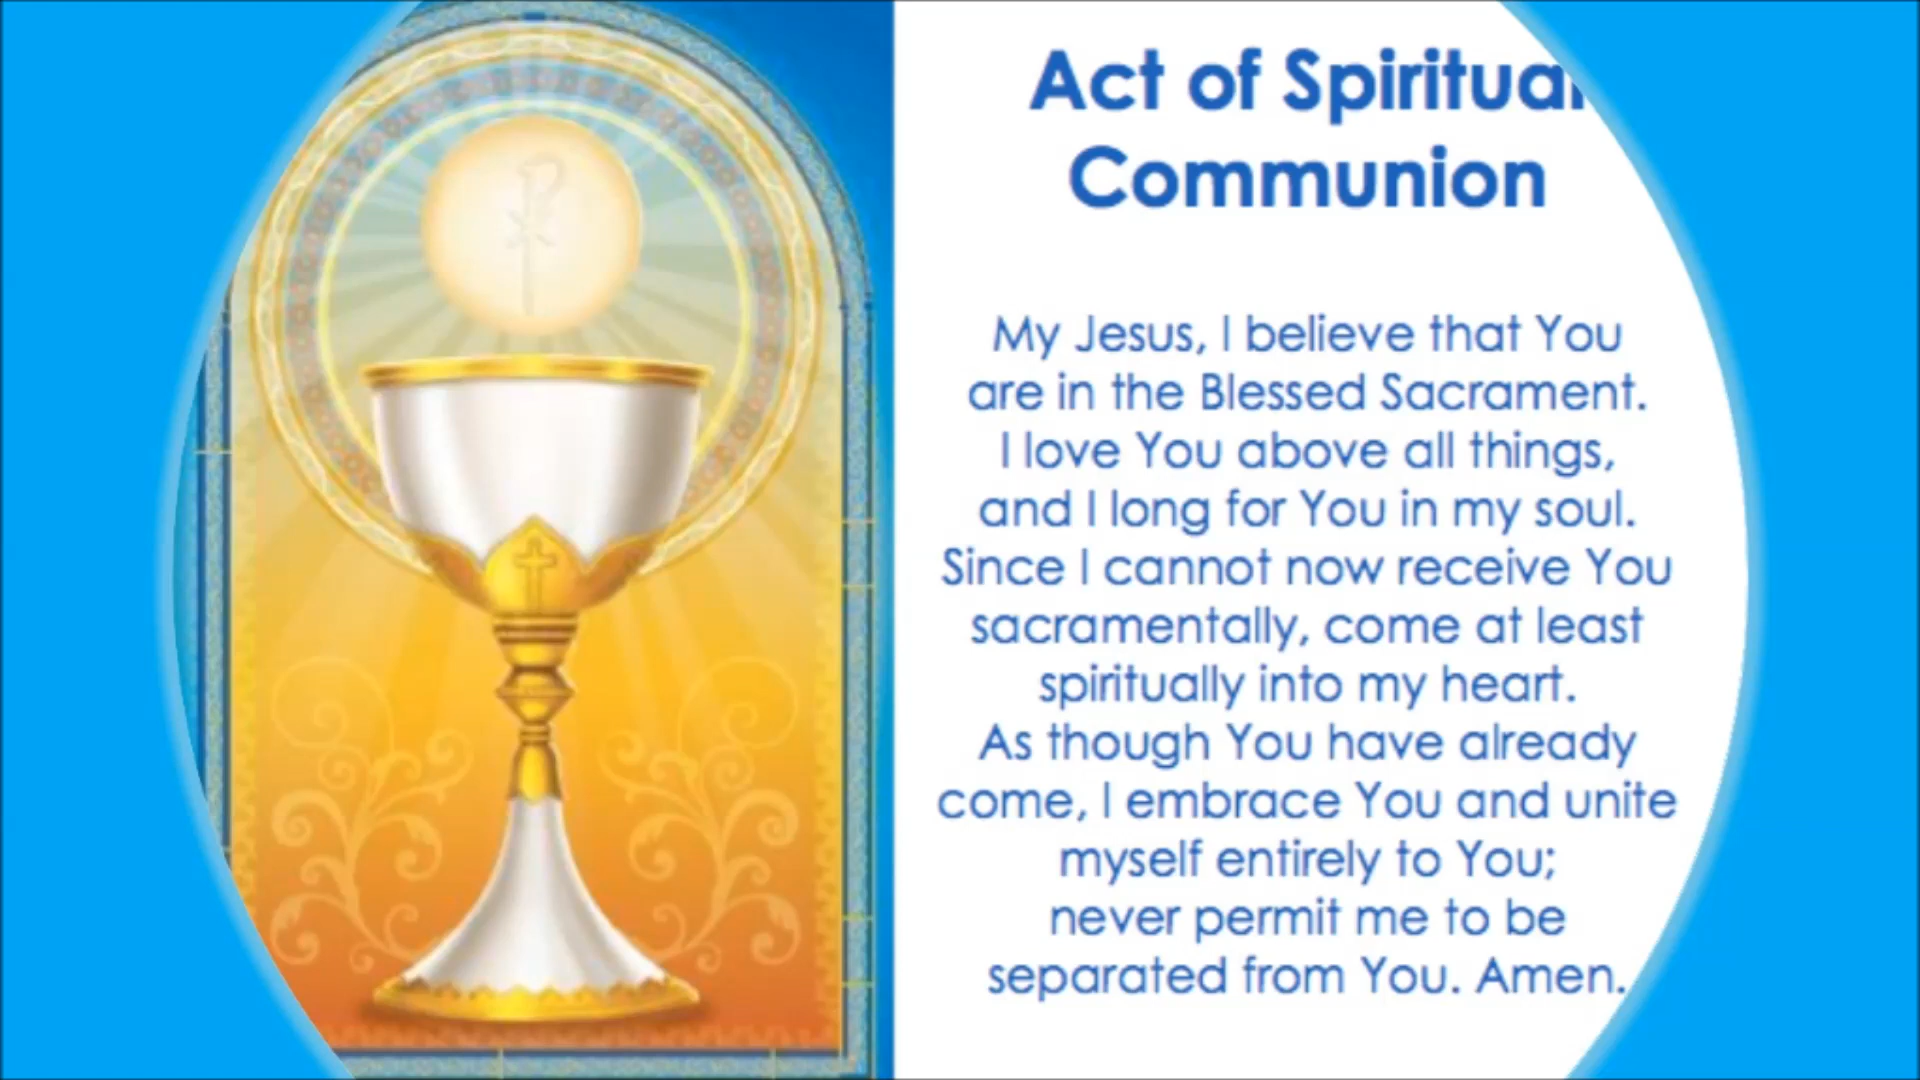 Act of Spiritual
Communion
My Jesus, I believe that You
are in the Blessed Sacrament.
I love You above all things,
and I long for You in my soul.
Since I cannot now receive You
sacramentally, come at least
spiritually into my heart.
As though You have already
come, I embrace You and unite
myself entirely to You;
never permit me to be
separated from You. Amen.